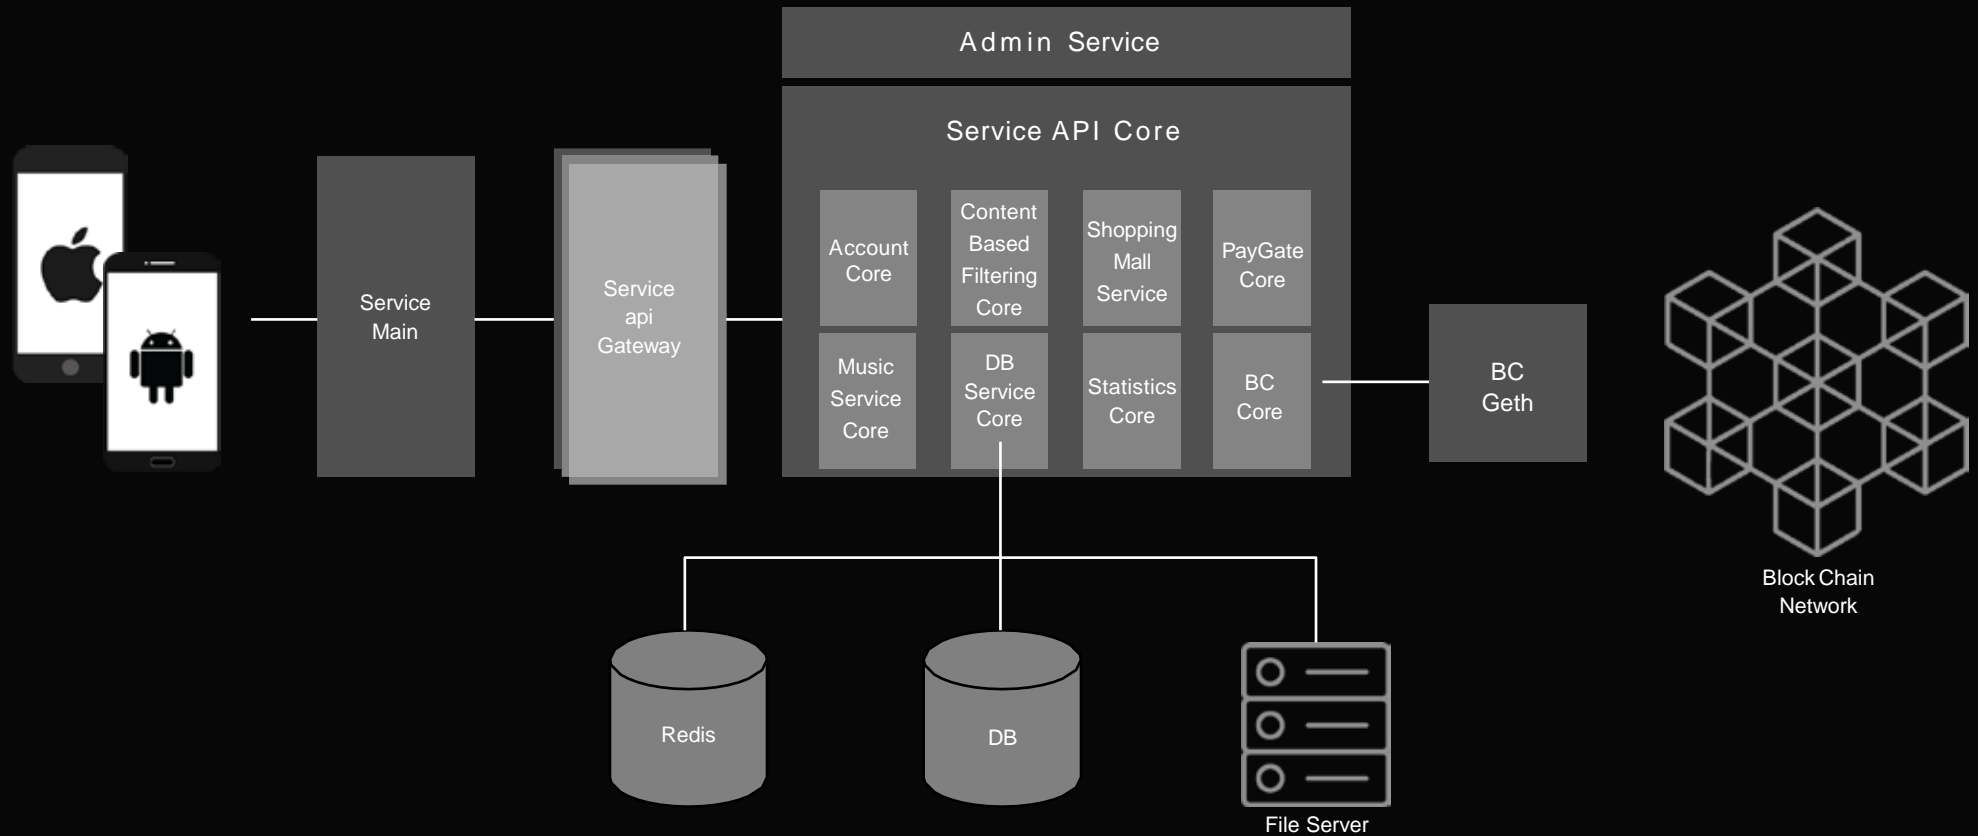 Admin Service
Service API Core
Account
Core
Content
Based
Filtering
Core
Shopping
Mall
Service
PayGate
Core
Service
Main
Service
api
Gateway
Music
Service
Core
DB
Service
Core
Statistics
Core
BC
Core
BC
Geth
Block Chain
Network
Redis
DB
File Server